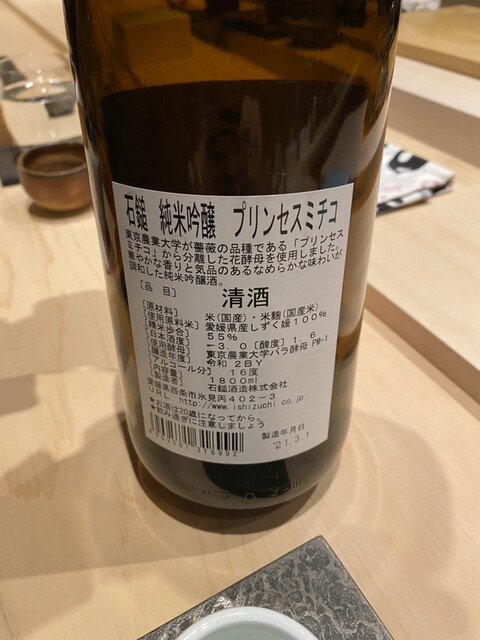 石鎚 純米吟醸 プリンセスミチコ
東京農業大学が薔薇の品種である「プリンセス
ミチコ」から分離した花酵母を使用しました。
華やかな香りと気品のあるなめらかな味わいが
調和した純米吟醸酒。
[品 目] 清酒
[原材料] 米(国産)・米麹(国産米)
[使用原料米] 愛媛県産しずく媛100%
[精米歩合] 55%
[日本酒度] −3.0 [酸度] 1.6
[使用酵母] 東京農業大学バラ酵母 PM-1
[醸造年度] 令和 2BY
[アルコール分] 16度
[内容量] 1800ml
[製造者] 石鎚酒造株式会社
愛媛県西条市氷見丙402−3
URL http://www.ishizuchi.co.jp
★お酒は20歳になってから。
★飲み過ぎに注意しましょう
製造年月日
'21.3.1